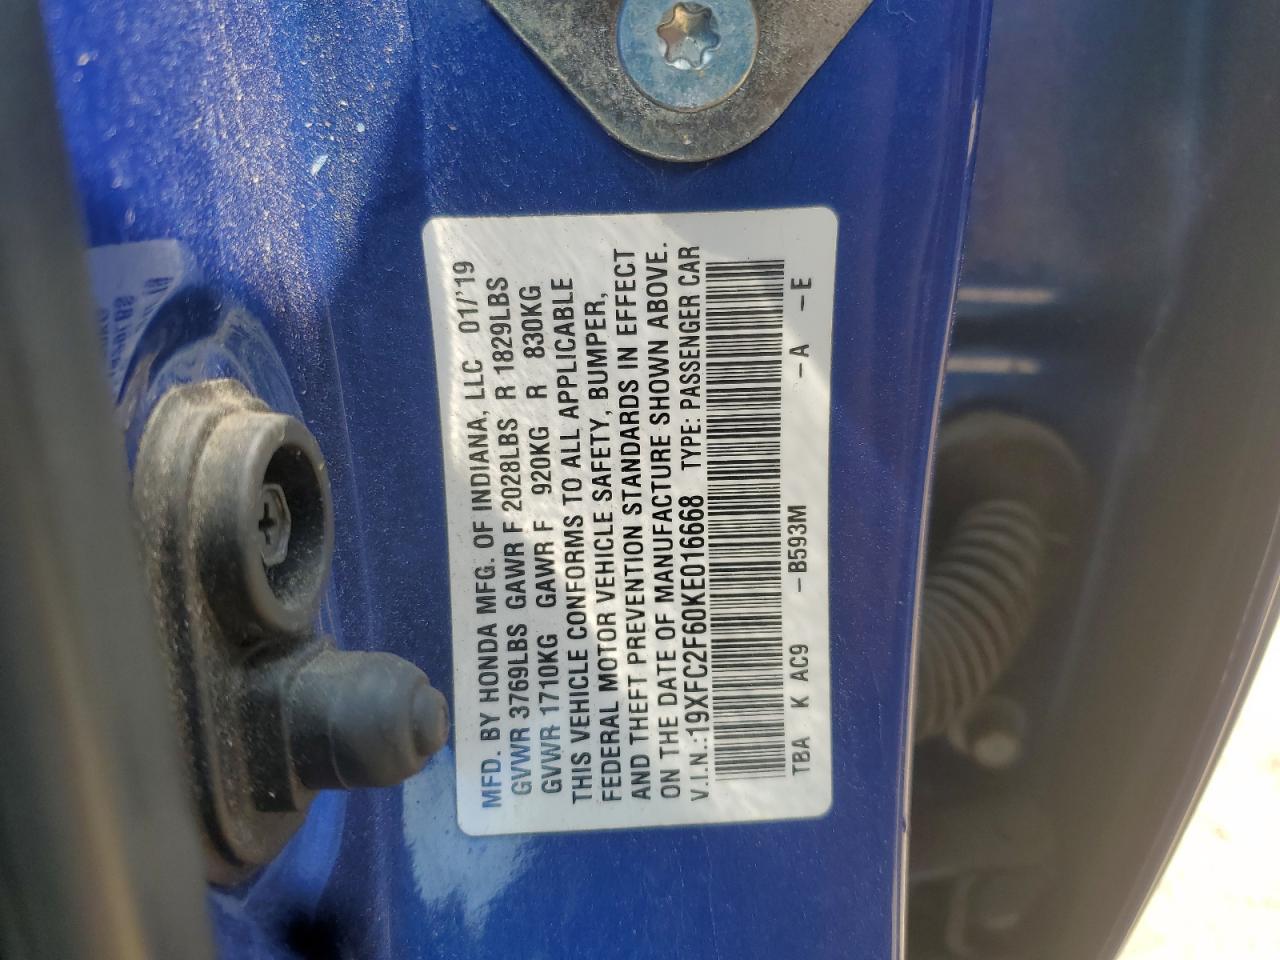 MFD. BY HONDA MFG. OF INDIANA, LLC 01/'19
GVWR 3769LBS GAWR F 2028LBS R 1829LBS
GVWR 1710KG GAWR F 920KG R 830KG
THIS VEHICLE CONFORMS TO ALL APPLICABLE
FEDERAL MOTOR VEHICLE SAFETY, BUMPER,
AND THEFT PREVENTION STANDARDS IN EFFECT
ON THE DATE OF MANUFACTURE SHOWN ABOVE.
V.I.N.:19XFC2F60KE016668 TYPE: PASSENGER CAR
TBA K AC9 -B593M -A -E